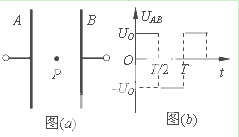 A B
P
图(a)
U_AB
U₀
O T/2 T t
-U₀
图(b)